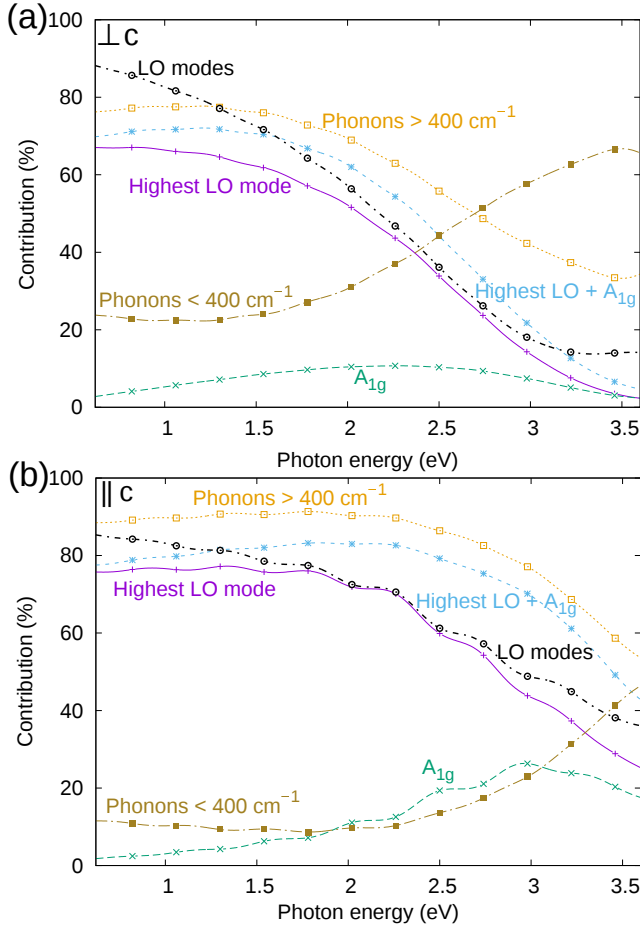 (a)
⊥c
100
80
60
40
20
0
Contribution (%)
LO modes
Phonons > 400 cm⁻¹
Highest LO mode
Phonons < 400 cm⁻¹
Highest LO + A₁g
A₁g
1
1.5
2
2.5
3
3.5
Photon energy (eV)
(b)
∥ c
100
80
60
40
20
0
Contribution (%)
Phonons > 400 cm⁻¹
Highest LO mode
Highest LO + A₁g
LO modes
A₁g
Phonons < 400 cm⁻¹
1
1.5
2
2.5
3
3.5
Photon energy (eV)